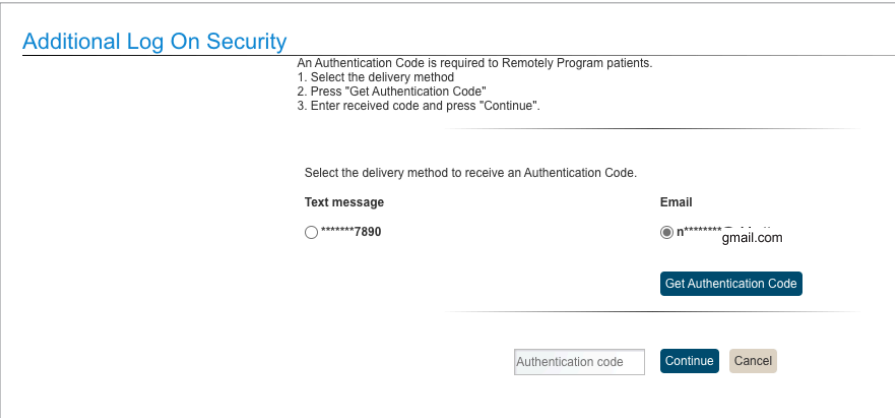 Additional Log On Security
An Authentication Code is required to Remotely Program patients.
1. Select the delivery method
2. Press "Get Authentication Code"
3. Enter received code and press "Continue".
Select the delivery method to receive an Authentication Code.
Text message Email
*******7890 n********
gmail.com
Get Authentication Code
Authentication code Continue Cancel